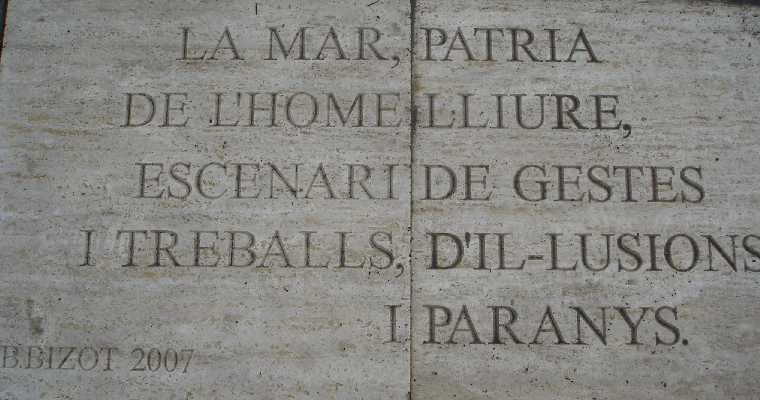 LA MAR, PATRIA
DE L'HOME LLIURE,
ESCENARI DE GESTES
I TREBALLS, D'IL-LUSIONS
I PARANYS.
B.BIZOT 2007